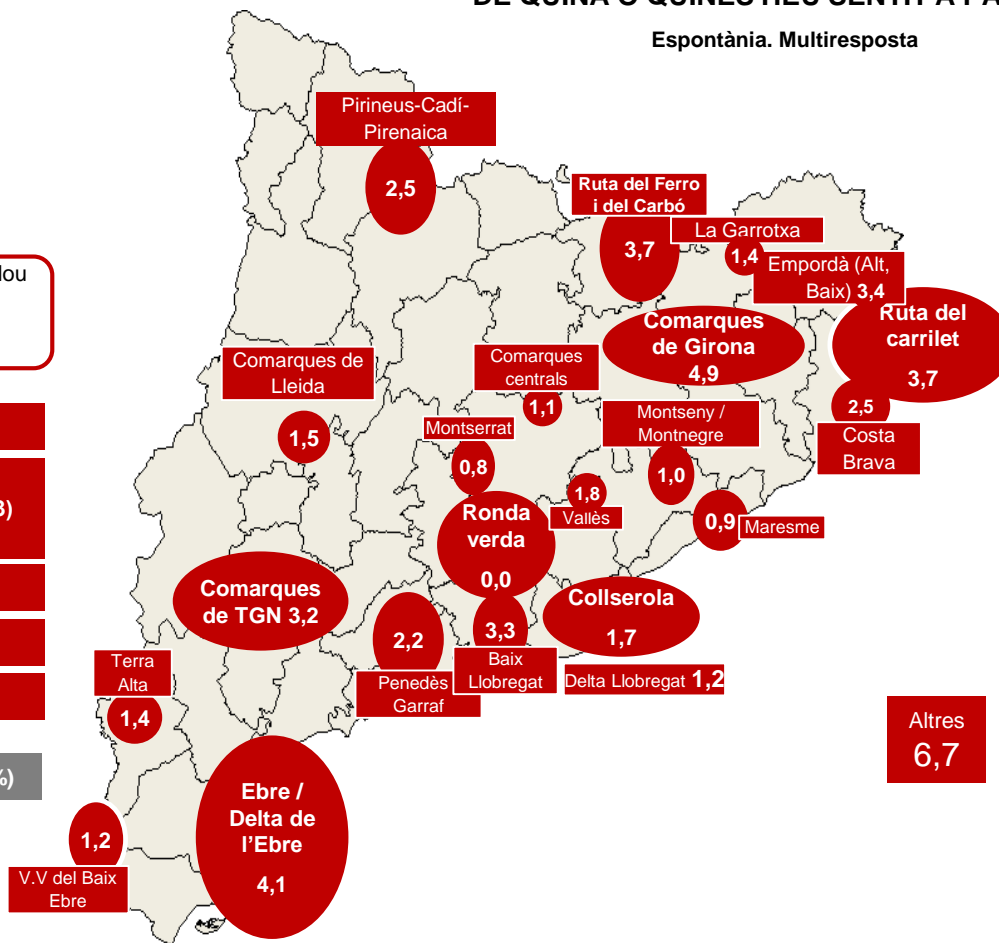 Espontània. Multiresposta
Pirineus-Cadí-
Pirenaica
2,5
Ruta del Ferro
i del Carbó
3,7
La Garrotxa
1,4
Empordà (Alt,
Baix) 3,4
Ruta del
carrilet
3,7
Comarques
de Girona
4,9
2,5
Costa
Brava
Comarques de
Lleida
1,5
Comarques
centrals
1,1
Montserrat
0,8
Montseny /
Montnegre
1,0
1,8
Vallès
0,9
Maresme
Ronda
verda
0,0
Comarques
de TGN 3,2
Collserola
1,7
2,2
Penedès
Garraf
3,3
Baix
Llobregat
Delta Llobregat 1,2
Terra
Alta
1,4
Altres
6,7
Ebre /
Delta de
l'Ebre
4,1
1,2
V.V del Baix
Ebre
%)